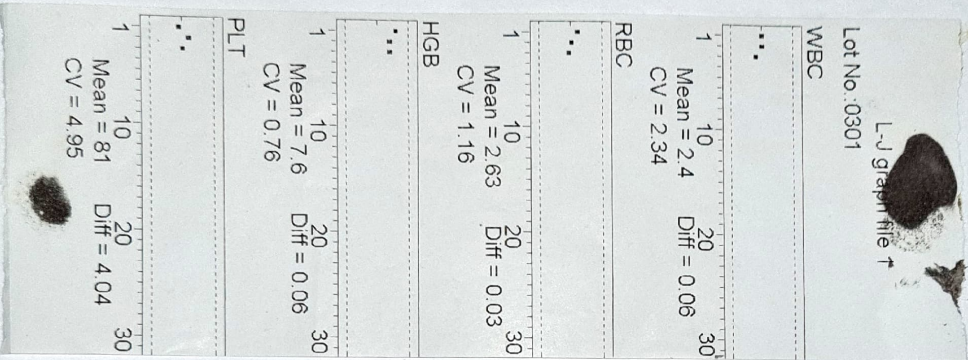 L-J graph file 1
Lot No.:0301
WBC
1 10 20 30
Mean = 2.4 Diff = 0.06
CV = 2.34
RBC
1 10 20 30
Mean = 2.63 Diff = 0.03
CV = 1.16
HGB
1 10 20 30
Mean = 7.6 Diff = 0.06
CV = 0.76
PLT
1 10 20 30
Mean = 81 Diff = 4.04
CV = 4.95